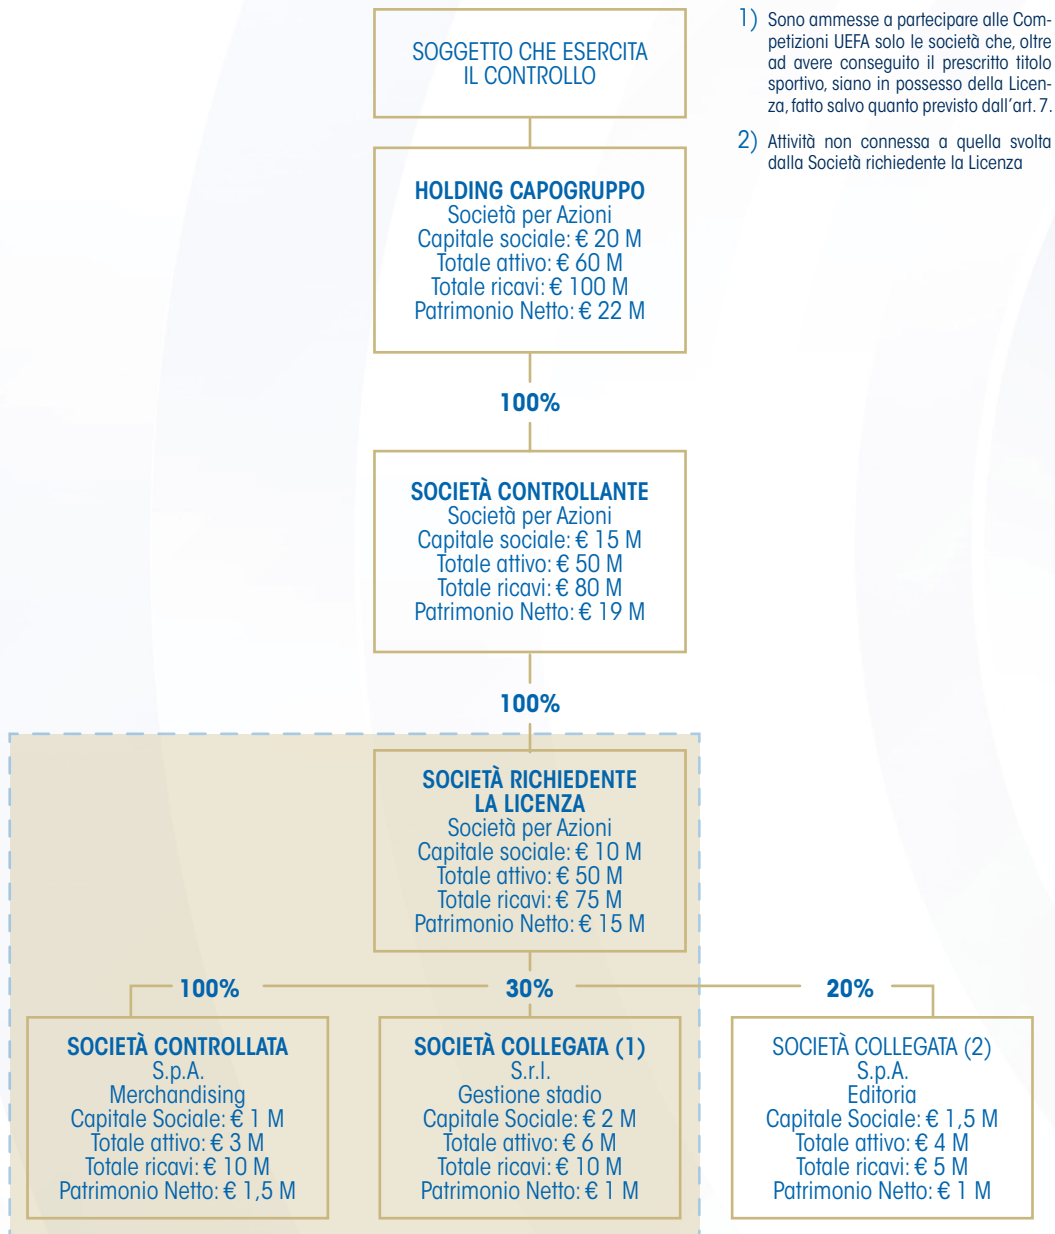 SOGGETTO CHE ESERCITA
IL CONTROLLO
1) Sono ammesse a partecipare alle Com-
petizioni UEFA solo le società che, oltre
ad avere conseguito il prescritto titolo
sportivo, siano in possesso della Licen-
za, fatto salvo quanto previsto dall'art. 7.
2) Attività non connessa a quella svolta
dalla Società richiedente la Licenza
HOLDING CAPOGRUPPO
Società per Azioni
Capitale sociale: € 20 M
Totale attivo: € 60 M
Totale ricavi: € 100 M
Patrimonio Netto: € 22 M
100%
SOCIETÀ CONTROLLANTE
Società per Azioni
Capitale sociale: € 15 M
Totale attivo: € 50 M
Totale ricavi: € 80 M
Patrimonio Netto: € 19 M
100%
SOCIETÀ RICHIEDENTE
LA LICENZA
Società per Azioni
Capitale sociale: € 10 M
Totale attivo: € 50 M
Totale ricavi: € 75 M
Patrimonio Netto: € 15 M
100%
30%
20%
SOCIETÀ CONTROLLATA
S.p.A.
Merchandising
Capitale Sociale: € 1 M
Totale attivo: € 3 M
Totale ricavi: € 10 M
Patrimonio Netto: € 1,5 M
SOCIETÀ COLLEGATA (1)
S.r.l.
Gestione stadio
Capitale Sociale: € 2 M
Totale attivo: € 6 M
Totale ricavi: € 10 M
Patrimonio Netto: € 1 M
SOCIETÀ COLLEGATA (2)
S.p.A.
Editoria
Capitale Sociale: € 1,5 M
Totale attivo: € 4 M
Totale ricavi: € 5 M
Patrimonio Netto: € 1 M